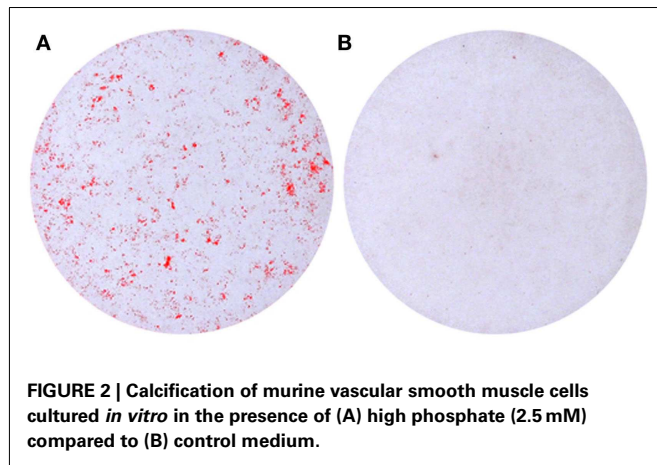 A
B
FIGURE 2 | Calcification of murine vascular smooth muscle cells
cultured in vitro in the presence of (A) high phosphate (2.5 mM)
compared to (B) control medium.